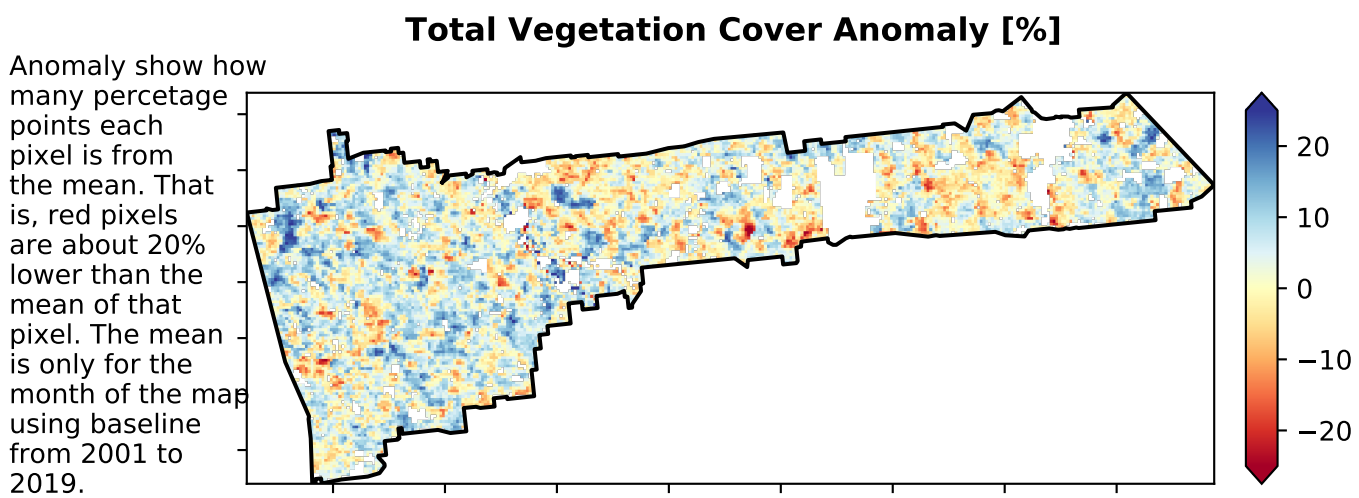 Total Vegetation Cover Anomaly [%]
Anomaly show how
many percetage
points each
pixel is from
the mean. That
is, red pixels
are about 20%
lower than the
mean of that
pixel. The mean
is only for the
month of the map
using baseline
from 2001 to
2019.
20
10
0
−10
−20